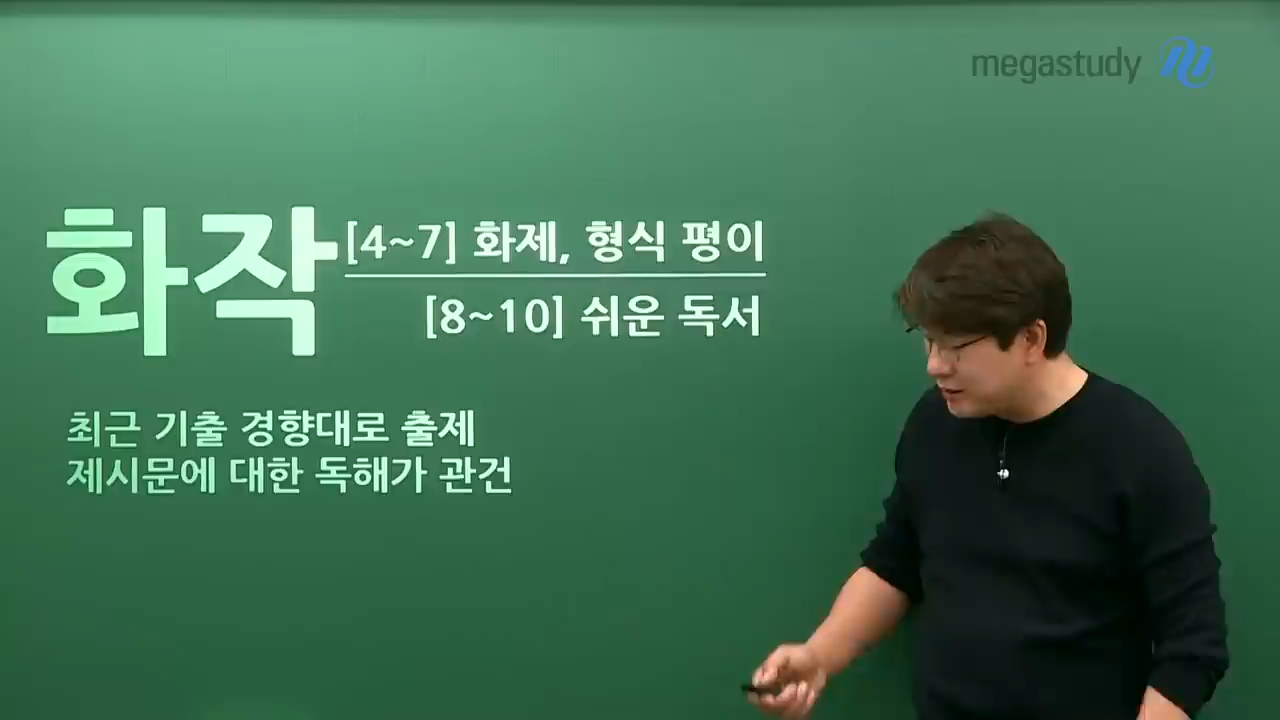 megastudy
화작
[4~7] 화제, 형식 평이
[8~10] 쉬운 독서
최근 기출 경향대로 출제
제시문에 대한 독해가 관건